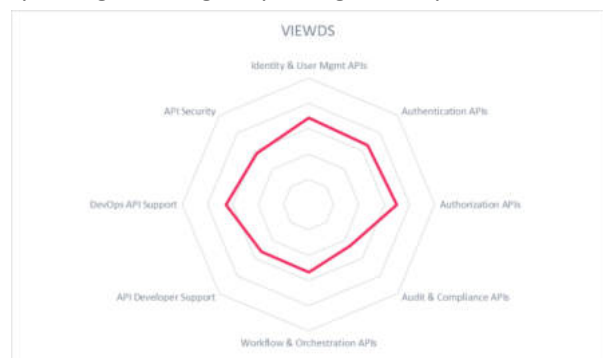 VIEWDS
Identity & User Mgmt APIs
API Security
Authentication APIs
DevOps API Support
Authorization APIs
API Developer Support
Audit & Compliance APIs
Workflow & Orchestration APIs